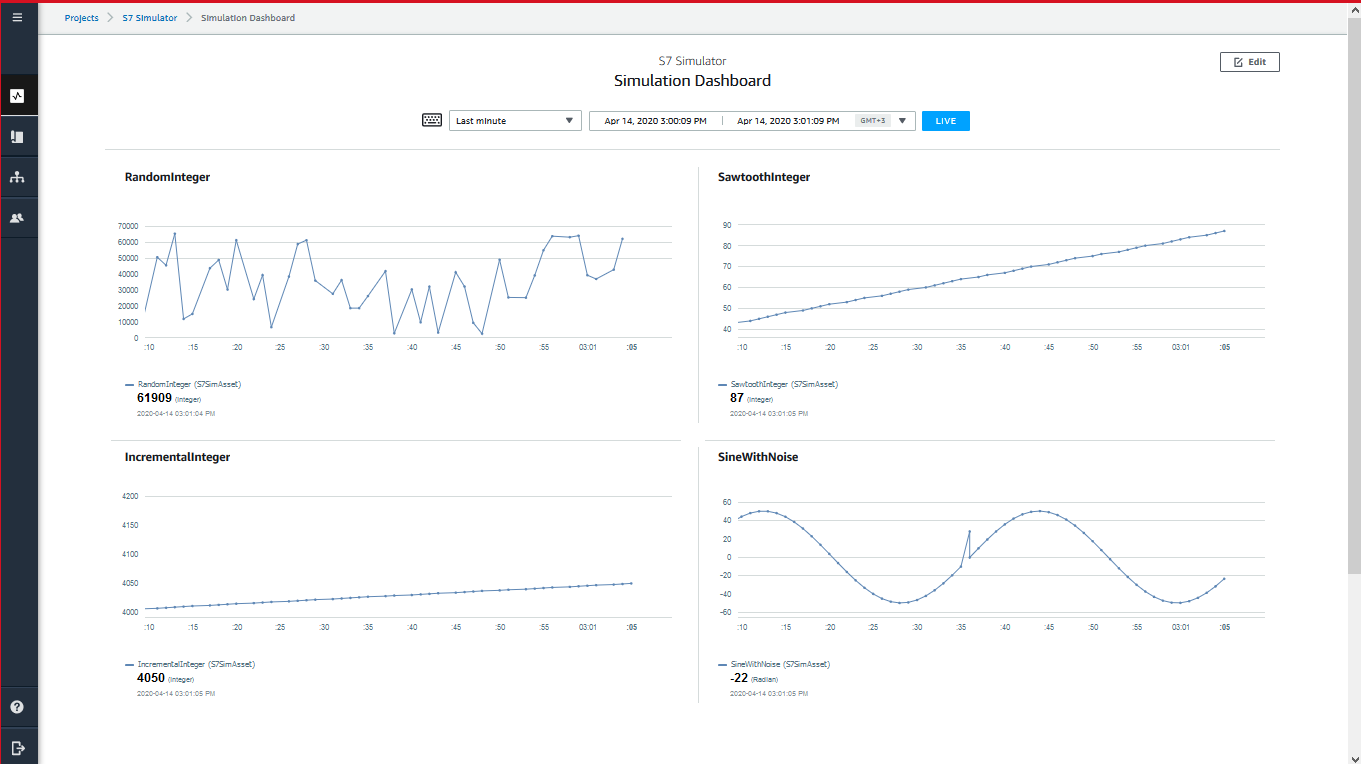 Projects > S7 Simulator > Simulation Dashboard
S7 Simulator
Simulation Dashboard
Edit
Last minute
Apr 14, 2020 3:00:09 PM | Apr 14, 2020 3:01:09 PM GMT+3
LIVE
RandomInteger
70000
60000
50000
40000
30000
20000
10000
0
:10 :15 :20 :25 :30 :35 :40 :45 :50 :55 03:01 :05
RandomInteger (S7SimAsset)
61909 (Integer)
2020-04-14 03:01:04 PM
SawtoothInteger
90
80
70
60
50
40
:10 :15 :20 :25 :30 :35 :40 :45 :50 :55 03:01 :05
SawtoothInteger (S7SimAsset)
87 (Integer)
2020-04-14 03:01:05 PM
IncrementalInteger
4200
4150
4100
4050
4000
:10 :15 :20 :25 :30 :35 :40 :45 :50 :55 03:01 :05
IncrementalInteger (S7SimAsset)
4050 (Integer)
2020-04-14 03:01:05 PM
SineWithNoise
60
40
20
0
-20
-40
-60
:10 :15 :20 :25 :30 :35 :40 :45 :50 :55 03:01 :05
SineWithNoise (S7SimAsset)
-22 (Radian)
2020-04-14 03:01:05 PM